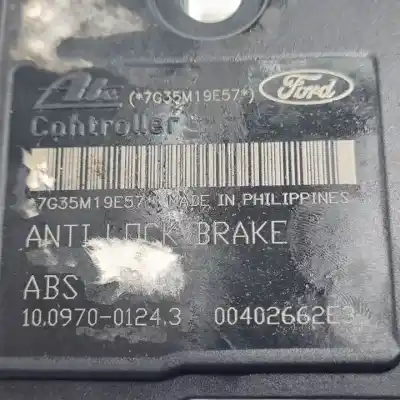 Ate (*7G35M19E57*) Ford
Controller
*7G35M19E57* MADE IN PHILIPPINES
ANTI LOCK BRAKE
ABS
10.0970-0124.3 00402662E3